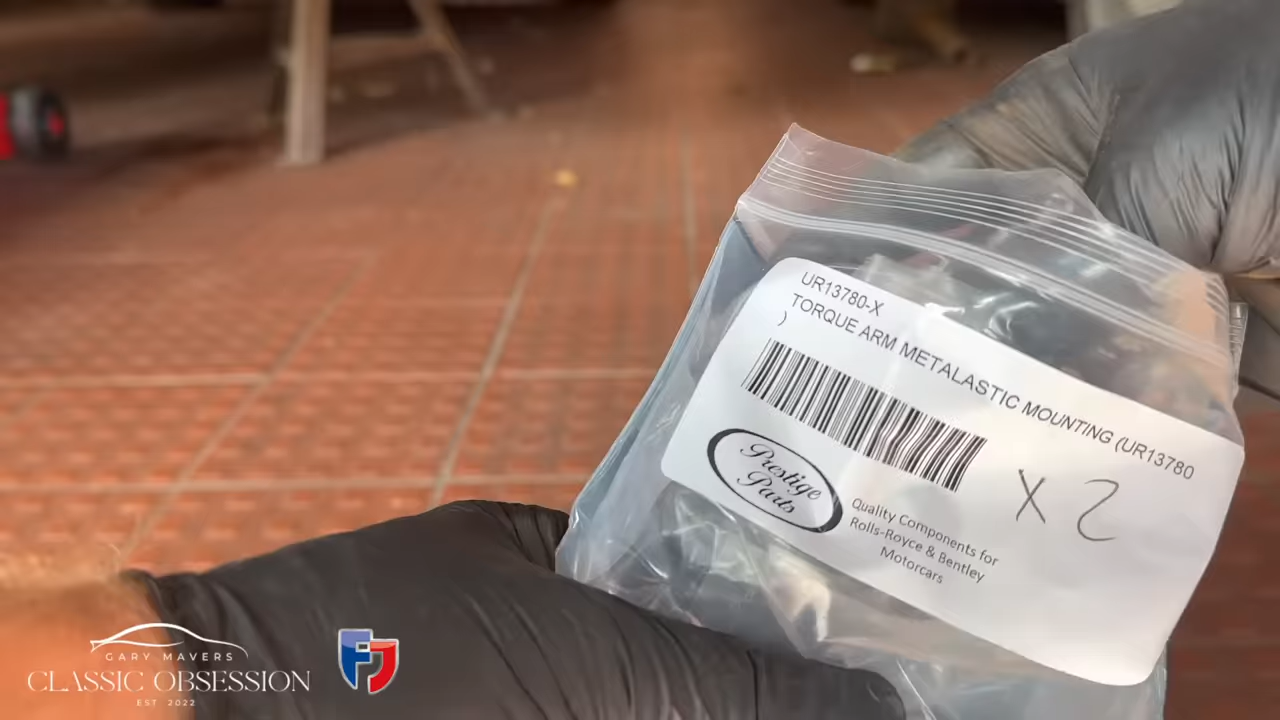 UR13780-X
TORQUE ARM METALASTIC MOUNTING (UR13780
)
X 2
Prestige
Parts
Quality Components for
Rolls-Royce & Bentley
Motorcars
GARY MAVERS
CLASSIC OBSESSION
EST 2022